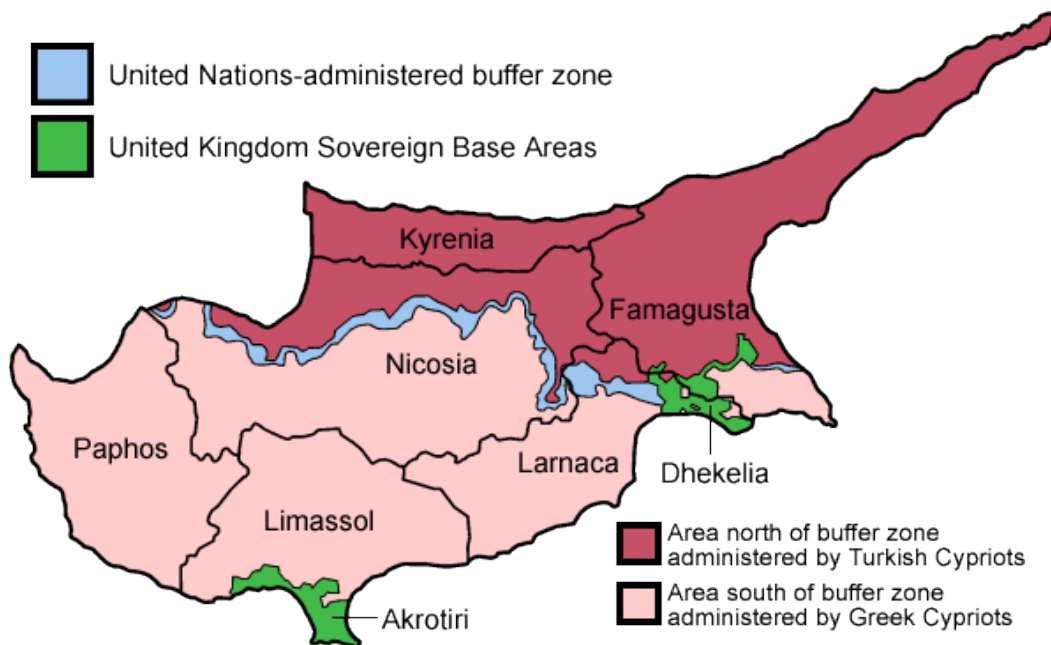 United Nations-administered buffer zone
United Kingdom Sovereign Base Areas
Kyrenia
Famagusta
Nicosia
Paphos
Larnaca
Dhekelia
Limassol
Akrotiri
Area north of buffer zone
administered by Turkish Cypriots
Area south of buffer zone
administered by Greek Cypriots